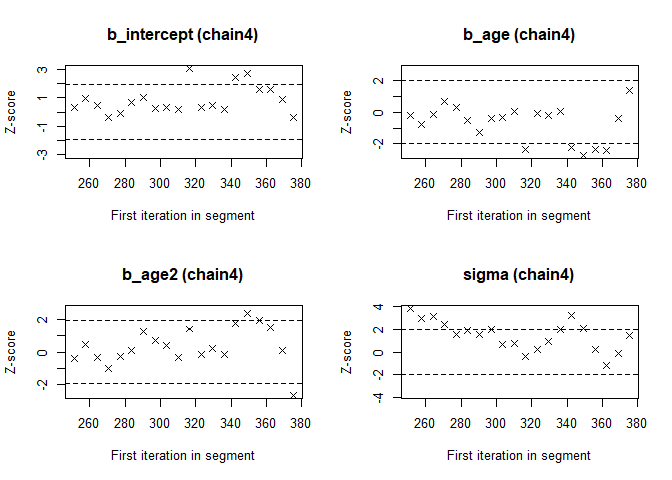 b_intercept (chain4)
Z-score
3
1
-1
-3
260 280 300 320 340 360 380
First iteration in segment
b_age (chain4)
Z-score
2
0
-2
260 280 300 320 340 360 380
First iteration in segment
b_age2 (chain4)
Z-score
2
0
-2
260 280 300 320 340 360 380
First iteration in segment
sigma (chain4)
Z-score
4
2
0
-2
-4
260 280 300 320 340 360 380
First iteration in segment